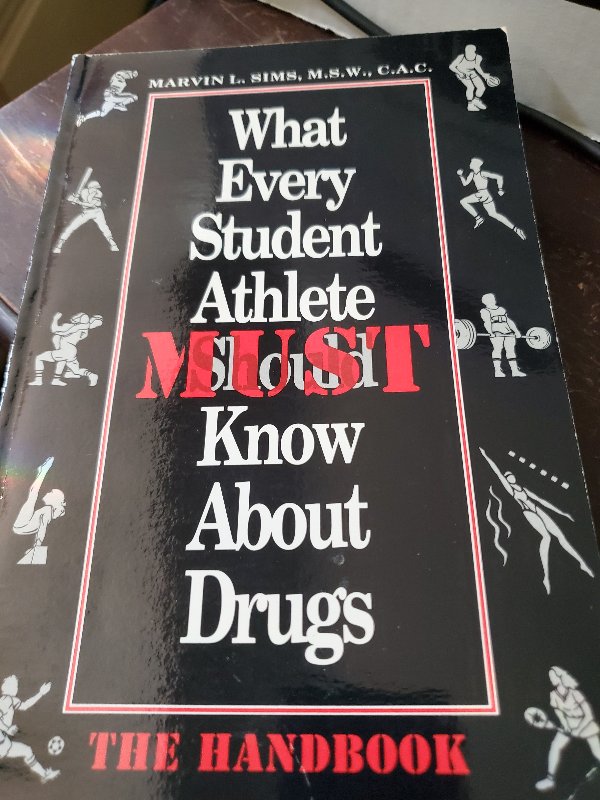 MARVIN L. SIMS, M.S.W., C.A.C.
What
Every
Student
Athlete
Should
MUST
Know
About
Drugs
THE HANDBOOK